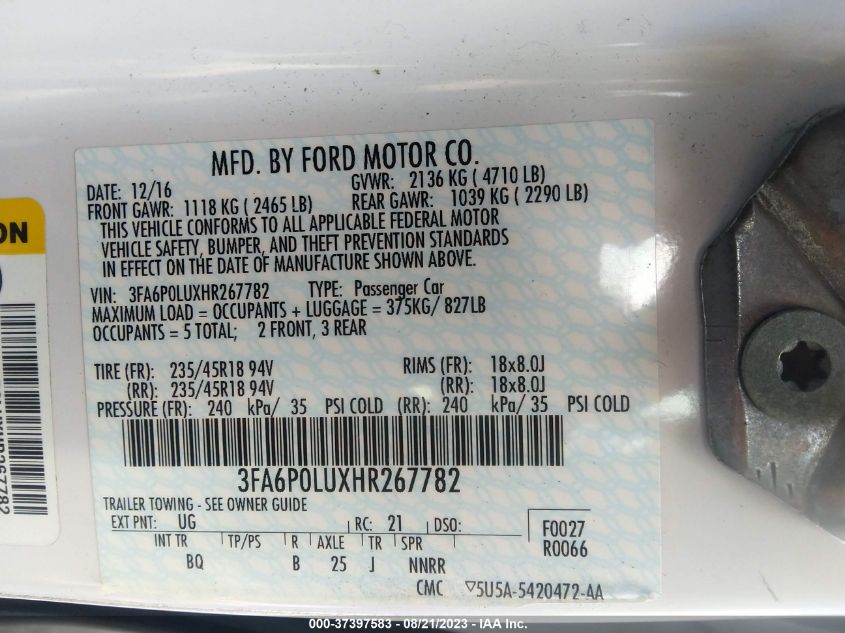 MFD. BY FORD MOTOR CO.
DATE: 12/16 GVWR: 2136 KG ( 4710 LB)
FRONT GAWR: 1118 KG ( 2465 LB) REAR GAWR: 1039 KG ( 2290 LB)
THIS VEHICLE CONFORMS TO ALL APPLICABLE FEDERAL MOTOR
VEHICLE SAFETY, BUMPER, AND THEFT PREVENTION STANDARDS
IN EFFECT ON THE DATE OF MANUFACTURE SHOWN ABOVE.
VIN: 3FA6P0LUXHR267782 TYPE: Passenger Car
MAXIMUM LOAD = OCCUPANTS + LUGGAGE = 375KG/ 827LB
OCCUPANTS = 5 TOTAL; 2 FRONT, 3 REAR
TIRE (FR): 235/45R18 94V RIMS (FR): 18x8.0J
(RR): 235/45R18 94V (RR): 18x8.0J
PRESSURE (FR): 240 kPa/ 35 PSI COLD (RR): 240 kPa/ 35 PSI COLD
3FA6P0LUXHR267782
TRAILER TOWING - SEE OWNER GUIDE
EXT PNT: UG RC: 21 DSO: F0027
R0066
INT TR TP/PS R AXLE TR SPR
BQ B 25 J NNRR
CMC ▽5U5A-5420472-AA
000-37397583 - 08/21/2023 - IAA Inc.